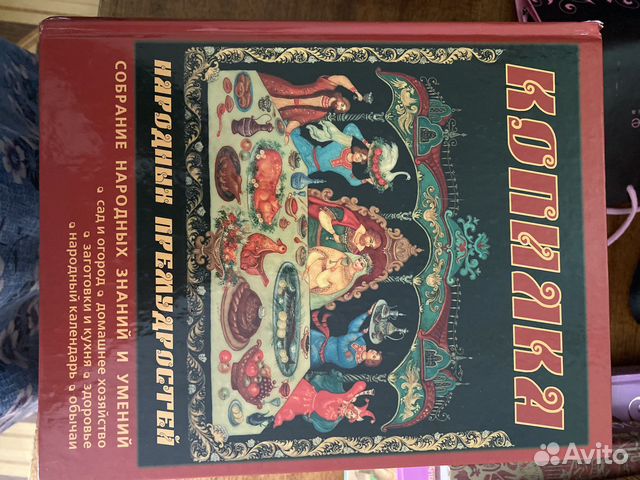 КОПИЛКА
НАРОДНЫХ ПРЕМУДРОСТЕЙ
СОБРАНИЕ НАРОДНЫХ ЗНАНИЙ И УМЕНИЙ
сад и огород домашнее хозяйство
заготовки и кухня здоровье
народный календарь обычаи
Avito